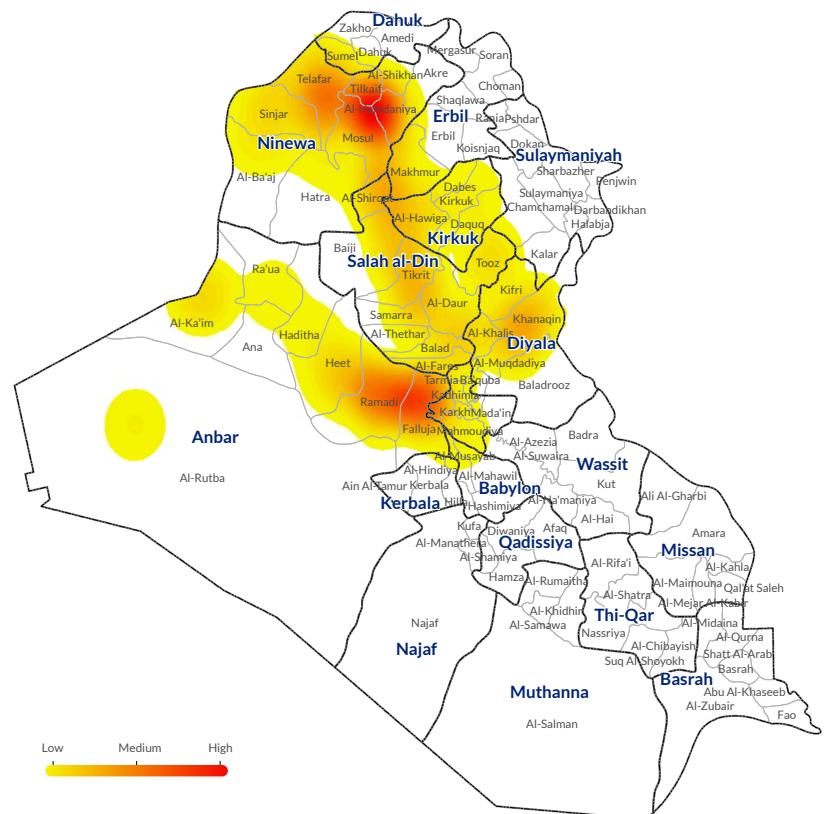 Dahuk
Zakho
Amedi
Dahuk
Sumel
Mergasur
Soran
Al-Shikhan
Akre
Telafar
Tilkaif
Choman
Shaqlawa
Sinjar
Al-Hamdaniya
Erbil
Rania
Pshdar
Ninewa
Mosul
Erbil
Koisnjaq
Dokan
Sulaymaniyah
Al-Ba'aj
Makhmur
Sharbazher
Penjwin
Hatra
Al-Shirqat
Dabes
Kirkuk
Sulaymaniya
Chamchamal
Darbandikhan
Al-Hawiga
Daquq
Halabja
Kirkuk
Baiji
Salah al-Din
Kalar
Ra'ua
Tikrit
Tooz
Kifri
Al-Daur
Al-Ka'im
Samarra
Khanaqin
Haditha
Al-Thethar
Al-Khalis
Ana
Balad
Diyala
Heet
Al-Fares
Al-Muqdadiya
Tarmia
Ba'quba
Baladrooz
Kadhimia
Ramadi
Karkh
Mada'in
Falluja
Mahmoudiya
Anbar
Al-Azezia
Badra
Al-Musayab
Al-Suwaira
Wassit
Al-Rutba
Al-Hindiya
Al-Mahawil
Kut
Ain Al-Tamur
Kerbala
Babylon
Ali Al-Gharbi
Kerbala
Hilla
Hashimiya
Al-Na'maniya
Al-Hai
Kufa
Diwaniya
Afaq
Amara
Al-Manathera
Qadissiya
Missan
Al-Shamiya
Al-Rifa'i
Al-Kahla
Hamza
Al-Rumaitha
Al-Maimouna
Qal'at Saleh
Al-Shatra
Al-Mejar Al-Kabir
Al-Khidhir
Thi-Qar
Najaf
Al-Samawa
Nassriya
Al-Midaina
Al-Qurna
Najaf
Al-Chibayish
Shatt Al-Arab
Suq Al-Shoyokh
Basrah
Basrah
Muthanna
Abu Al-Khaseeb
Al-Zubair
Fao
Al-Salman
Low
Medium
High